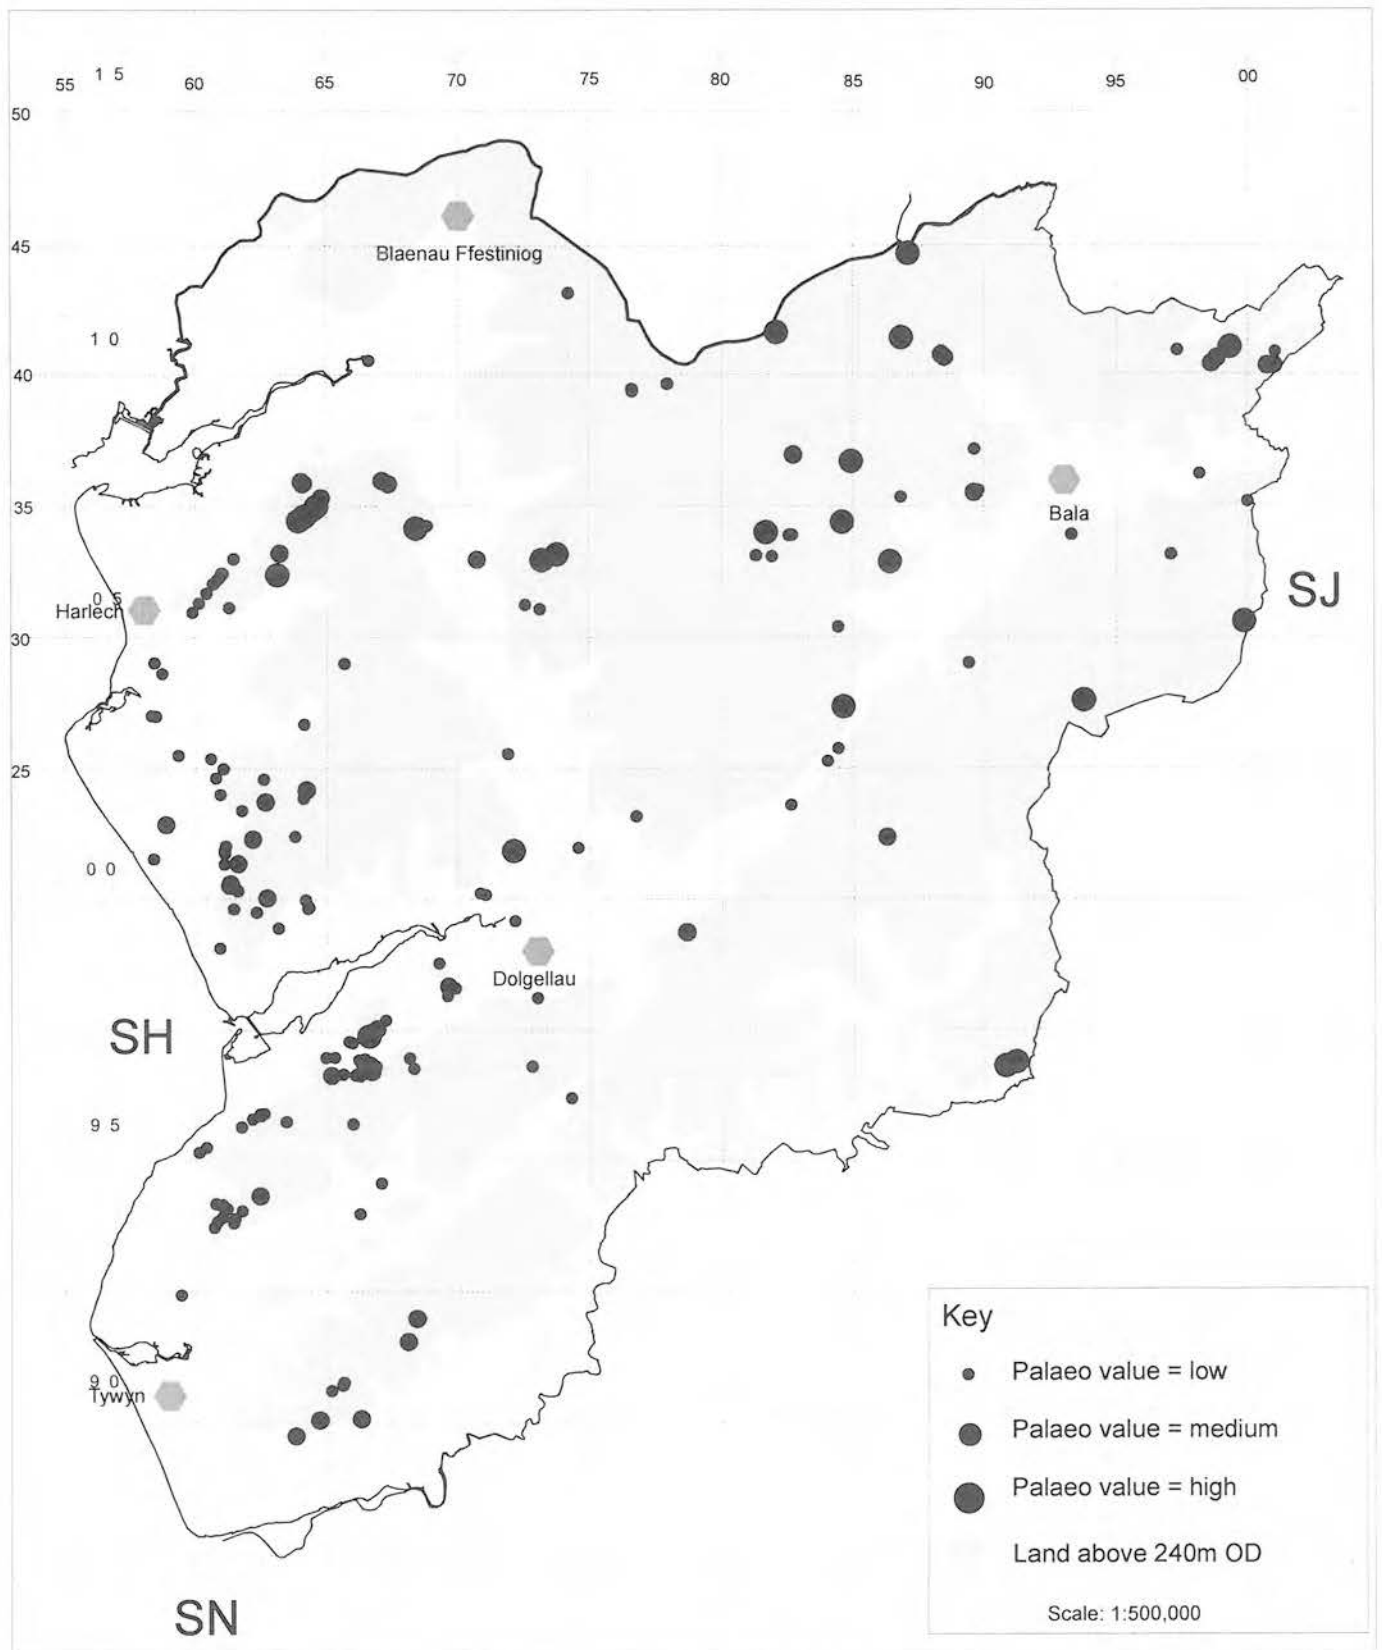 55 60 65 70 75 80 85 90 95 00
1 5
50
45
Blaenau Ffestiniog
1 0
40
Bala
35
SJ
0 5
Harlech
30
25
0 0
Dolgellau
SH
9 5
9 0
Tywyn
SN
Key
Palaeo value = low
Palaeo value = medium
Palaeo value = high
Land above 240m OD
Scale: 1:500,000